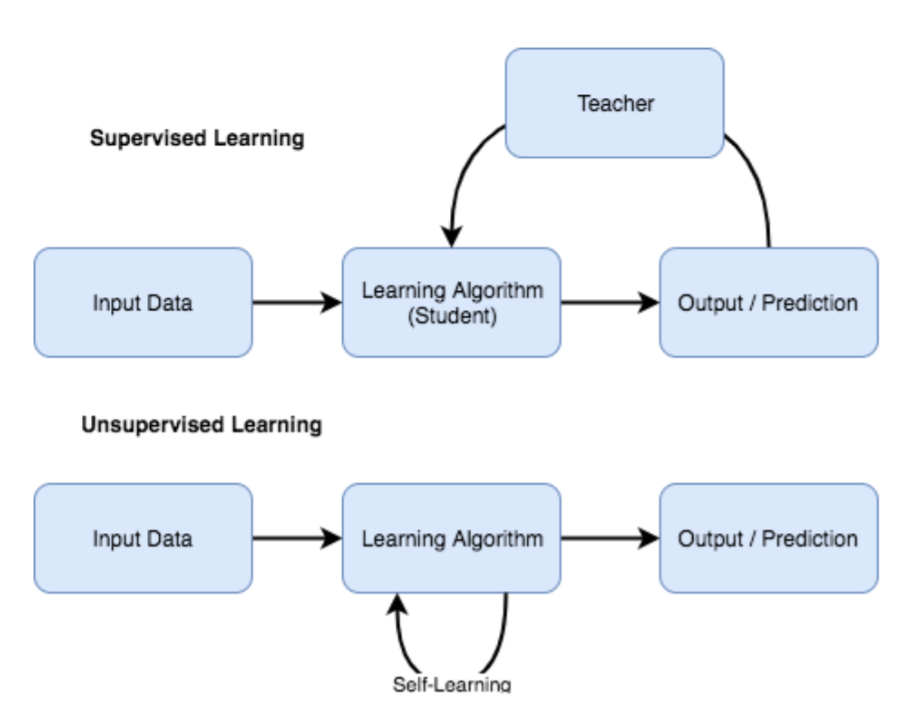 Teacher
Supervised Learning
Input Data
Learning Algorithm
(Student)
Output / Prediction
Unsupervised Learning
Input Data
Learning Algorithm
Output / Prediction
Self-Learning